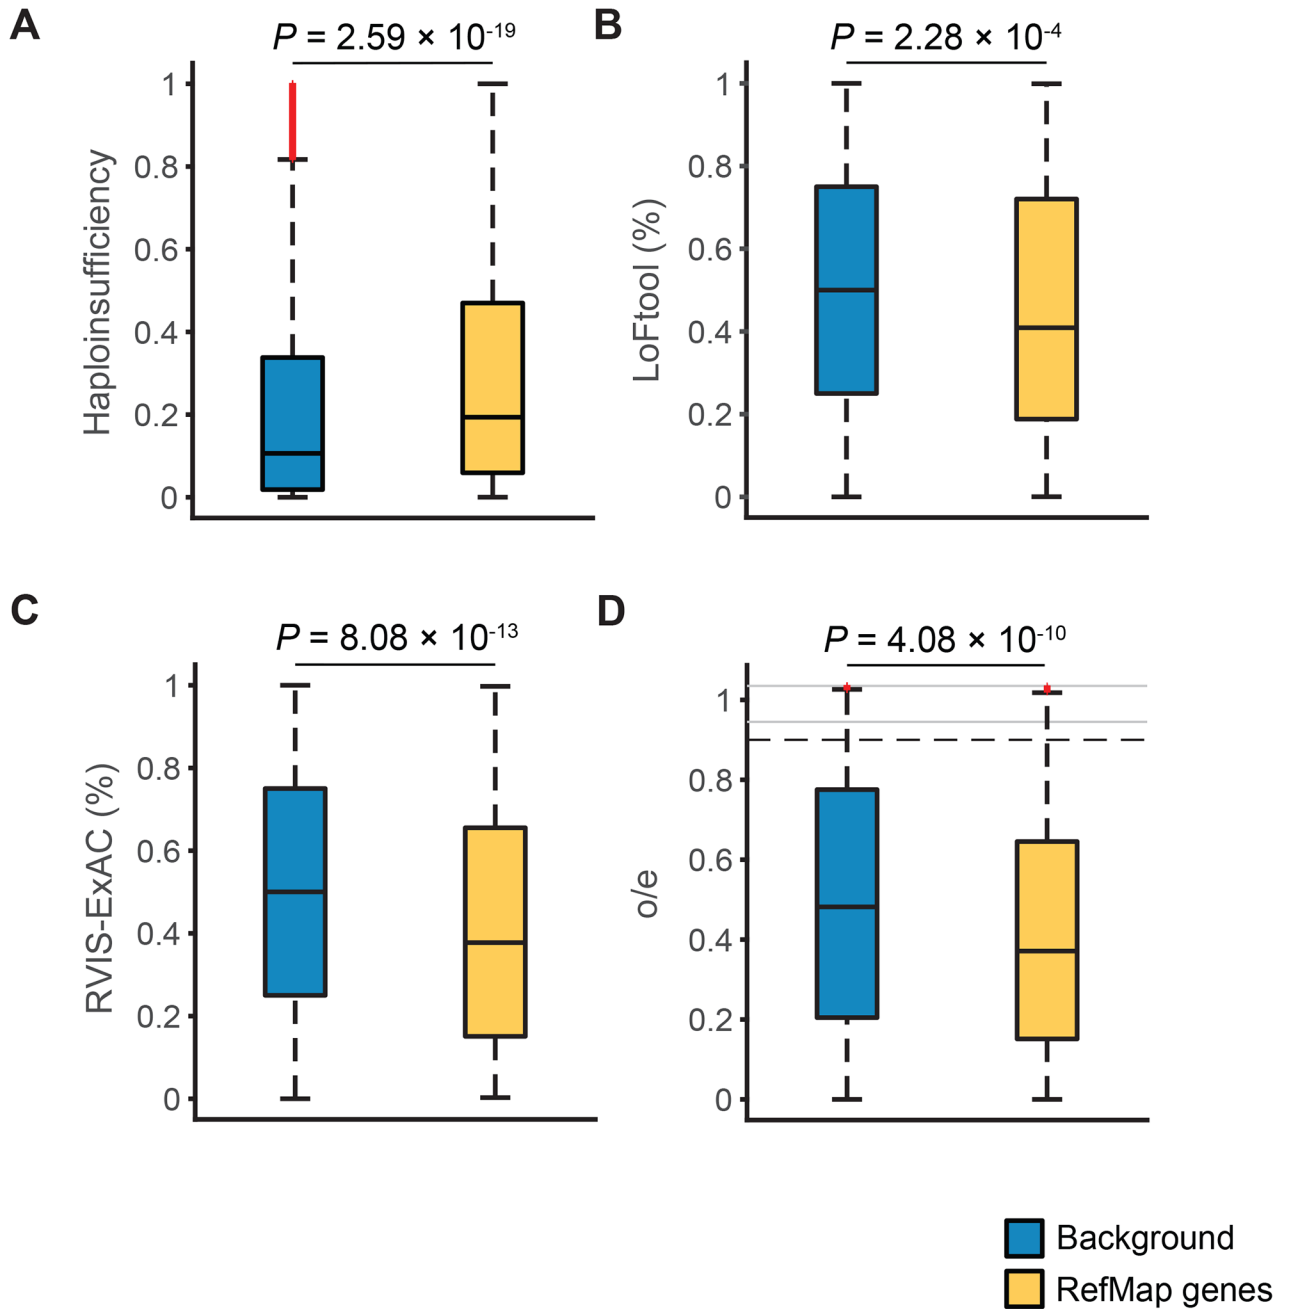 A
P = 2.59 × 10-19
1
0.8
0.6
0.4
0.2
0
Haploinsufficiency
B
P = 2.28 × 10-4
1
0.8
0.6
0.4
0.2
0
LoFtool (%)
C
P = 8.08 × 10-13
1
0.8
0.6
0.4
0.2
0
RVIS-ExAC (%)
D
P = 4.08 × 10-10
1
0.8
0.6
0.4
0.2
0
o/e
Background
RefMap genes